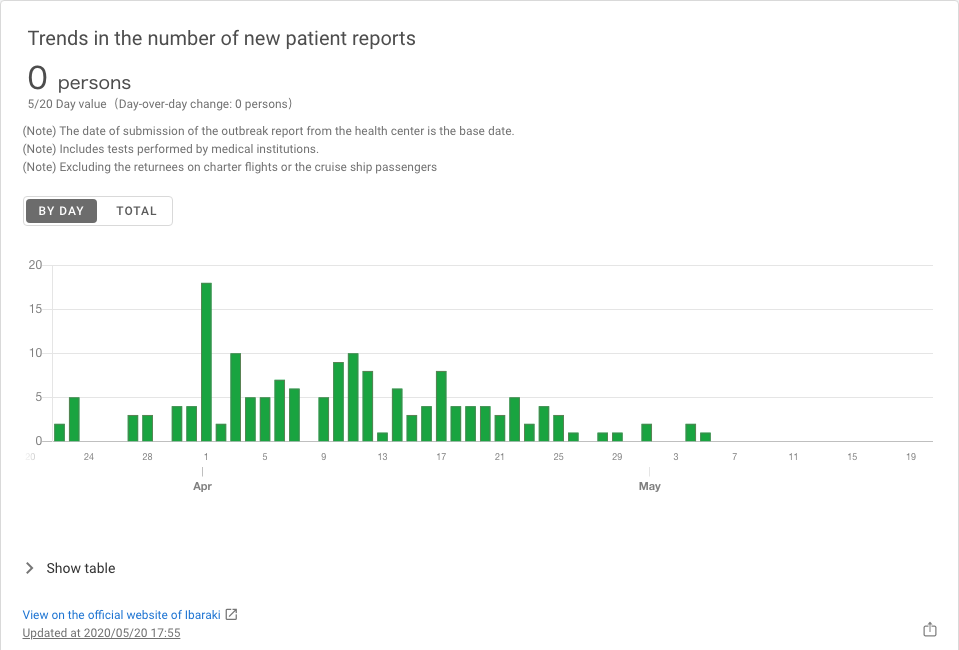 Trends in the number of new patient reports
0 persons
5/20 Day value （Day-over-day change: 0 persons）
(Note) The date of submission of the outbreak report from the health center is the base date.
(Note) Includes tests performed by medical institutions.
(Note) Excluding the returnees on charter flights or the cruise ship passengers
BY DAY TOTAL
20
15
10
5
0
20 24 28 1 5 9 13 17 21 25 29 3 7 11 15 19
Apr May
Show table
View on the official website of Ibaraki
Updated at 2020/05/20 17:55